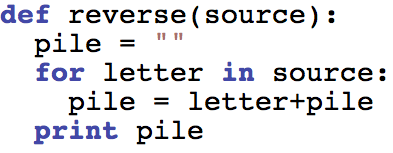 def reverse(source):
  pile = ""
  for letter in source:
    pile = letter+pile
  print pile